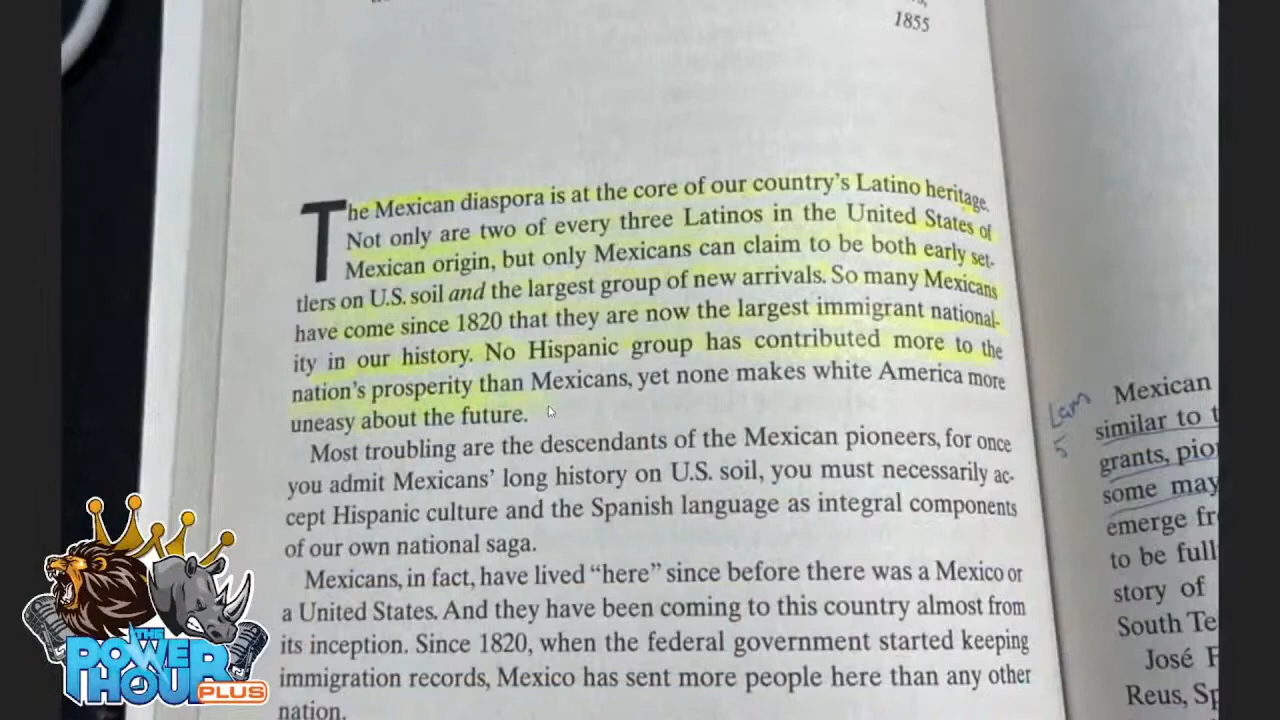 1855
The Mexican diaspora is at the core of our country's Latino heritage.
Not only are two of every three Latinos in the United States of
Mexican origin, but only Mexicans can claim to be both early set-
tlers on U.S. soil and the largest group of new arrivals. So many Mexicans
have come since 1820 that they are now the largest immigrant national-
ity in our history. No Hispanic group has contributed more to the
nation's prosperity than Mexicans, yet none makes white America more
uneasy about the future.
Most troubling are the descendants of the Mexican pioneers, for once
you admit Mexicans' long history on U.S. soil, you must necessarily ac-
cept Hispanic culture and the Spanish language as integral components
of our own national saga.
Mexicans, in fact, have lived “here” since before there was a Mexico or
a United States. And they have been coming to this country almost from
its inception. Since 1820, when the federal government started keeping
immigration records, Mexico has sent more people here than any other
nation.
Mexican
similar to
grants,
some may
emerge
to be
story of
South
José
Reus,
THE
POWER
HOUR
PLUS